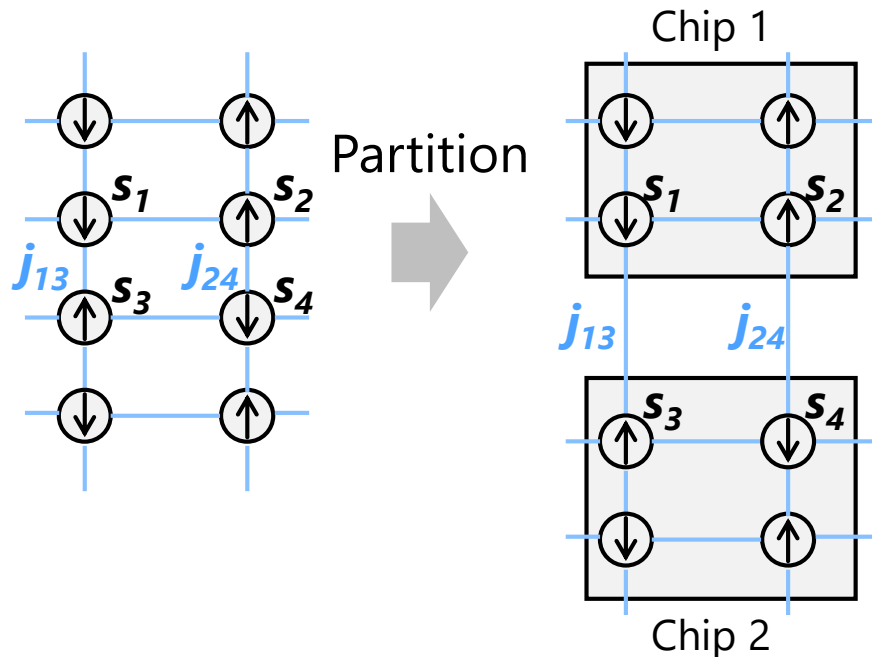 Chip 1
Partition
s1 s2
j13 j24
s3 s4
s1 s2
j13 j24
s3 s4
Chip 2